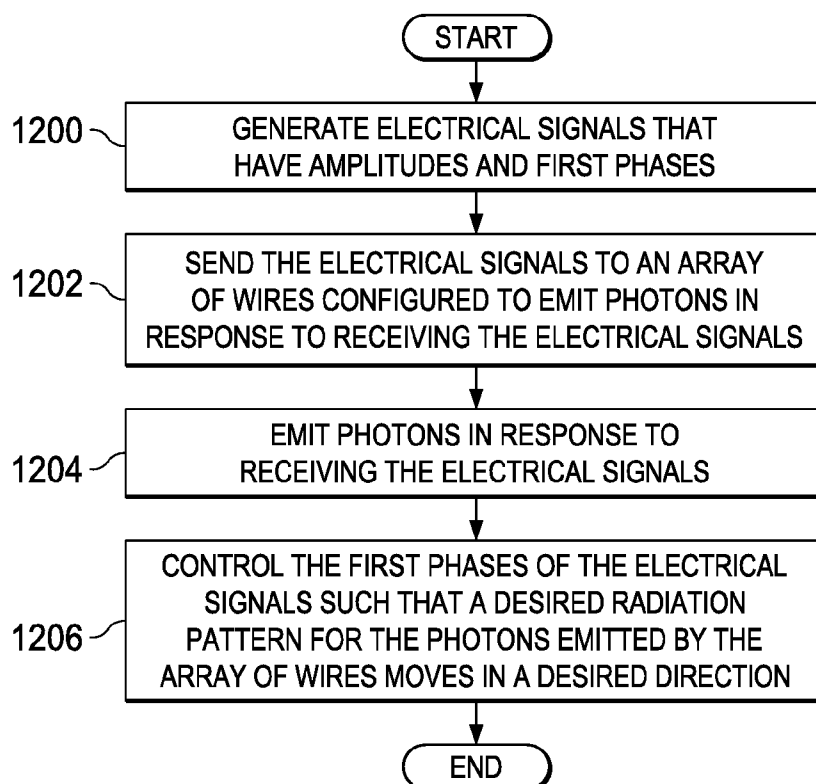 START
1200
GENERATE ELECTRICAL SIGNALS THAT
HAVE AMPLITUDES AND FIRST PHASES
1202
SEND THE ELECTRICAL SIGNALS TO AN ARRAY
OF WIRES CONFIGURED TO EMIT PHOTONS IN
RESPONSE TO RECEIVING THE ELECTRICAL SIGNALS
1204
EMIT PHOTONS IN RESPONSE TO
RECEIVING THE ELECTRICAL SIGNALS
1206
CONTROL THE FIRST PHASES OF THE ELECTRICAL
SIGNALS SUCH THAT A DESIRED RADIATION
PATTERN FOR THE PHOTONS EMITTED BY THE
ARRAY OF WIRES MOVES IN A DESIRED DIRECTION
END